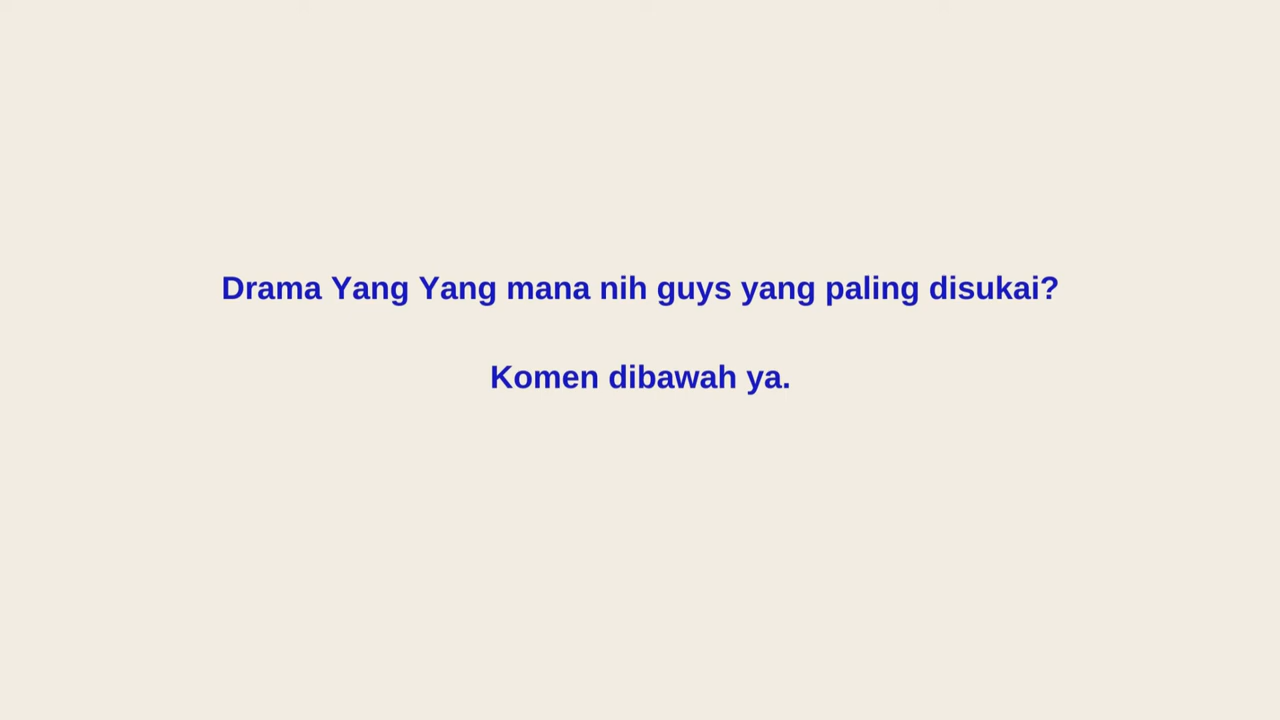 Drama Yang Yang mana nih guys yang paling disukai?
Komen dibawah ya.